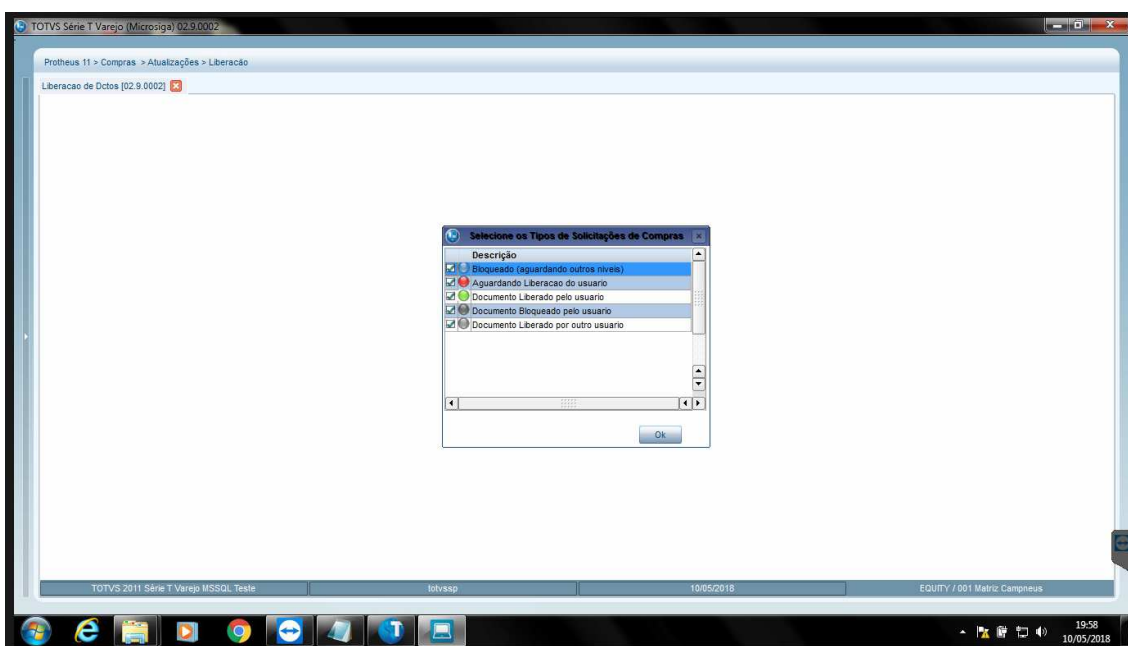 TOTVS Série T Varejo (Microsiga) 02.9.0002
Protheus 11 > Compras > Atualizações > Liberacão
Liberacao de Dctos [02.9.0002]
Selecione os Tipos de Solicitações de Compras
Descrição
Bloqueado (aguardando outros niveis)
Aguardando Liberacao do usuario
Documento Liberado pelo usuario
Documento Bloqueado pelo usuario
Documento Liberado por outro usuario
Ok
TOTVS 2011 Série T Varejo MSSQL Teste totvssp 10/05/2018 EQUITY / 001 Matriz Campneus
19:58
10/05/2018